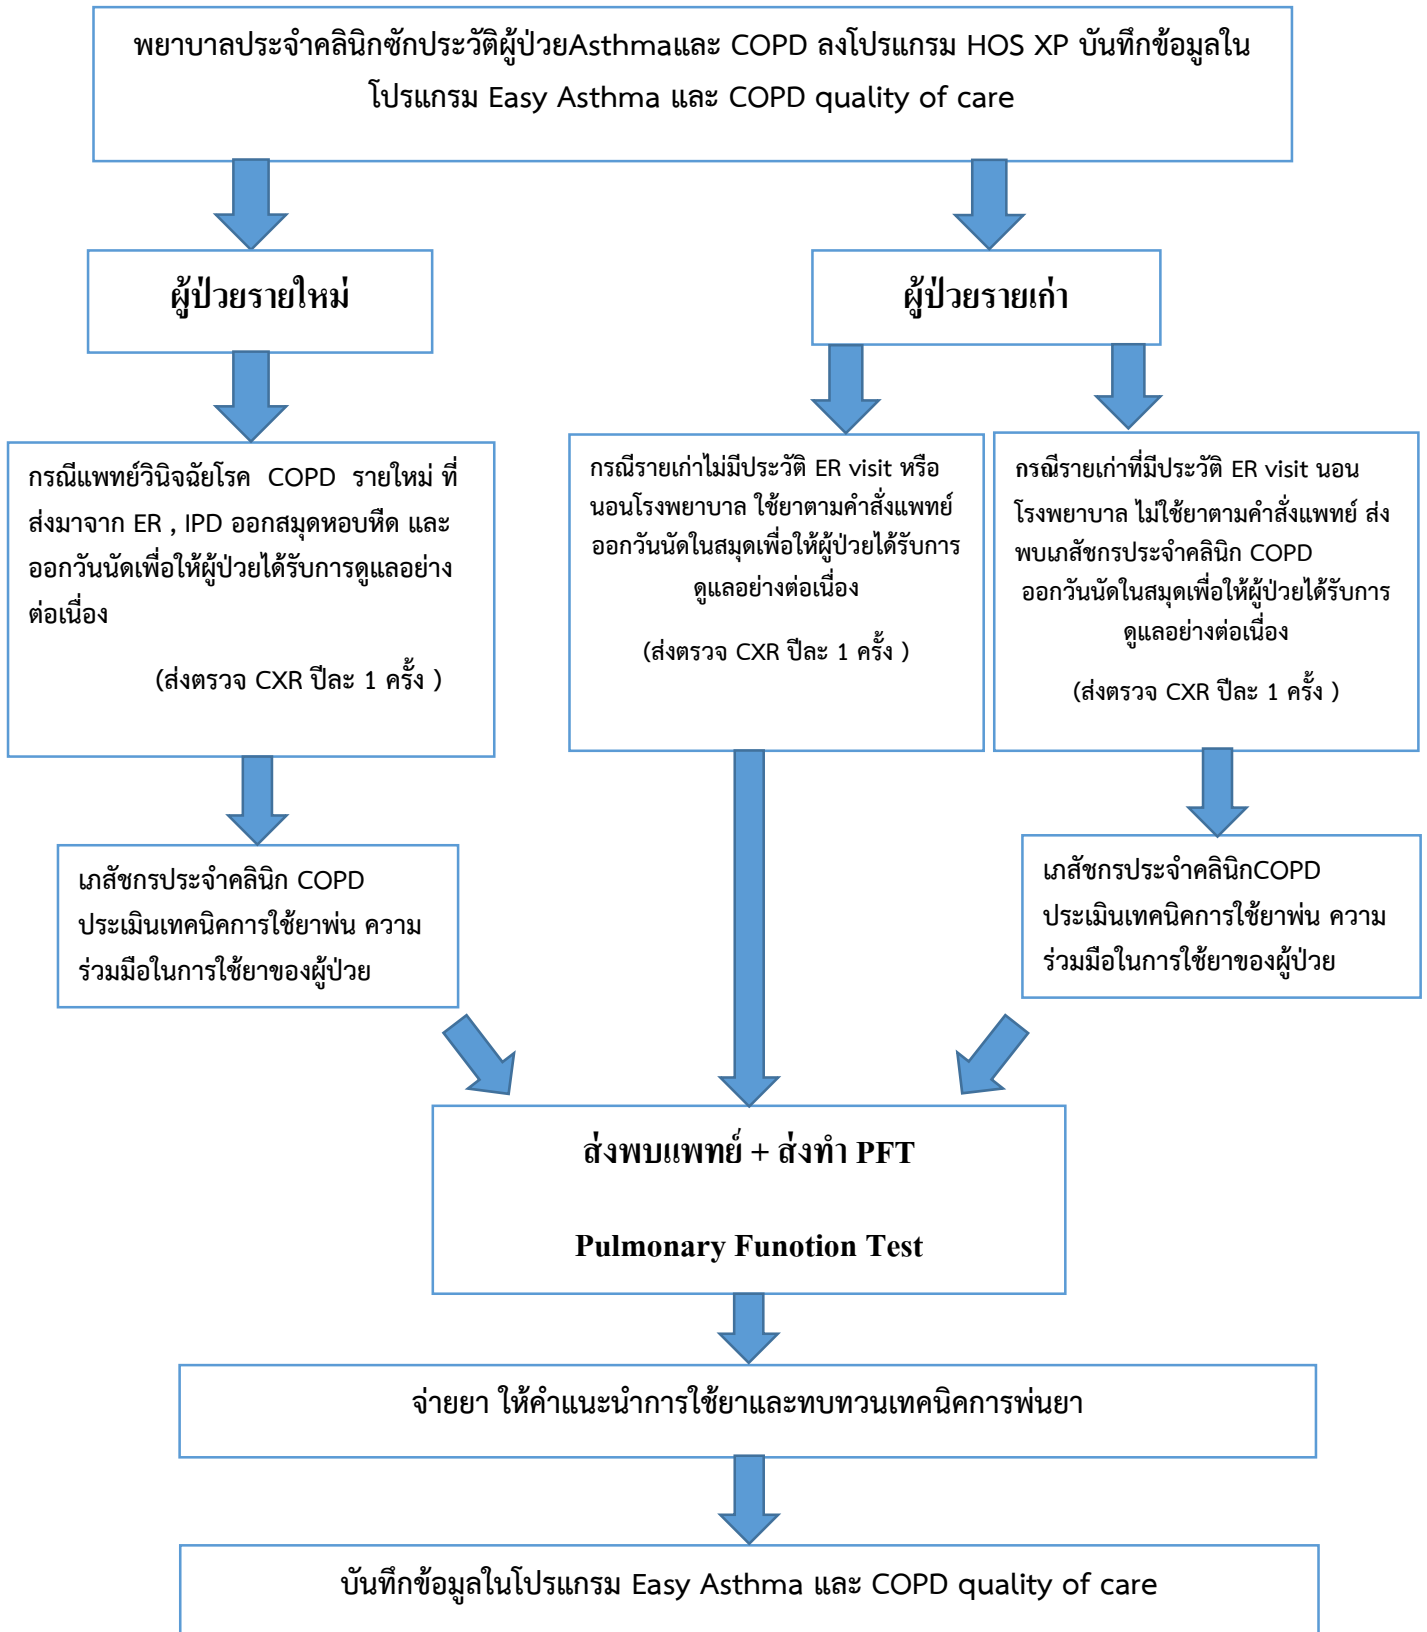 พยาบาลประจำคลินิกซักประวัติผู้ป่วยAsthmaและ COPD ลงโปรแกรม HOS XP บันทึกข้อมูลใน
โปรแกรม Easy Asthma และ COPD quality of care
ผู้ป่วยรายใหม่
ผู้ป่วยรายเก่า
กรณีแพทย์วินิจฉัยโรค COPD รายใหม่ ที่
ส่งมาจาก ER , IPD ออกสมุดหอบหืด และ
ออกวันนัดเพื่อให้ผู้ป่วยได้รับการดูแลอย่าง
ต่อเนื่อง
(ส่งตรวจ CXR ปีละ 1 ครั้ง )
กรณีรายเก่าไม่มีประวัติ ER visit หรือ
นอนโรงพยาบาล ใช้ยาตามคำสั่งแพทย์
ออกวันนัดในสมุดเพื่อให้ผู้ป่วยได้รับการ
ดูแลอย่างต่อเนื่อง
(ส่งตรวจ CXR ปีละ 1 ครั้ง )
กรณีรายเก่าที่มีประวัติ ER visit นอน
โรงพยาบาล ไม่ใช้ยาตามคำสั่งแพทย์ ส่ง
พบเภสัชกรประจำคลินิก COPD
ออกวันนัดในสมุดเพื่อให้ผู้ป่วยได้รับการ
ดูแลอย่างต่อเนื่อง
(ส่งตรวจ CXR ปีละ 1 ครั้ง )
เภสัชกรประจำคลินิก COPD
ประเมินเทคนิคการใช้ยาพ่น ความ
ร่วมมือในการใช้ยาของผู้ป่วย
เภสัชกรประจำคลินิกCOPD
ประเมินเทคนิคการใช้ยาพ่น ความ
ร่วมมือในการใช้ยาของผู้ป่วย
ส่งพบแพทย์ + ส่งทำ PFT
Pulmonary Funotion Test
จ่ายยา ให้คำแนะนำการใช้ยาและทบทวนเทคนิคการพ่นยา
บันทึกข้อมูลในโปรแกรม Easy Asthma และ COPD quality of care